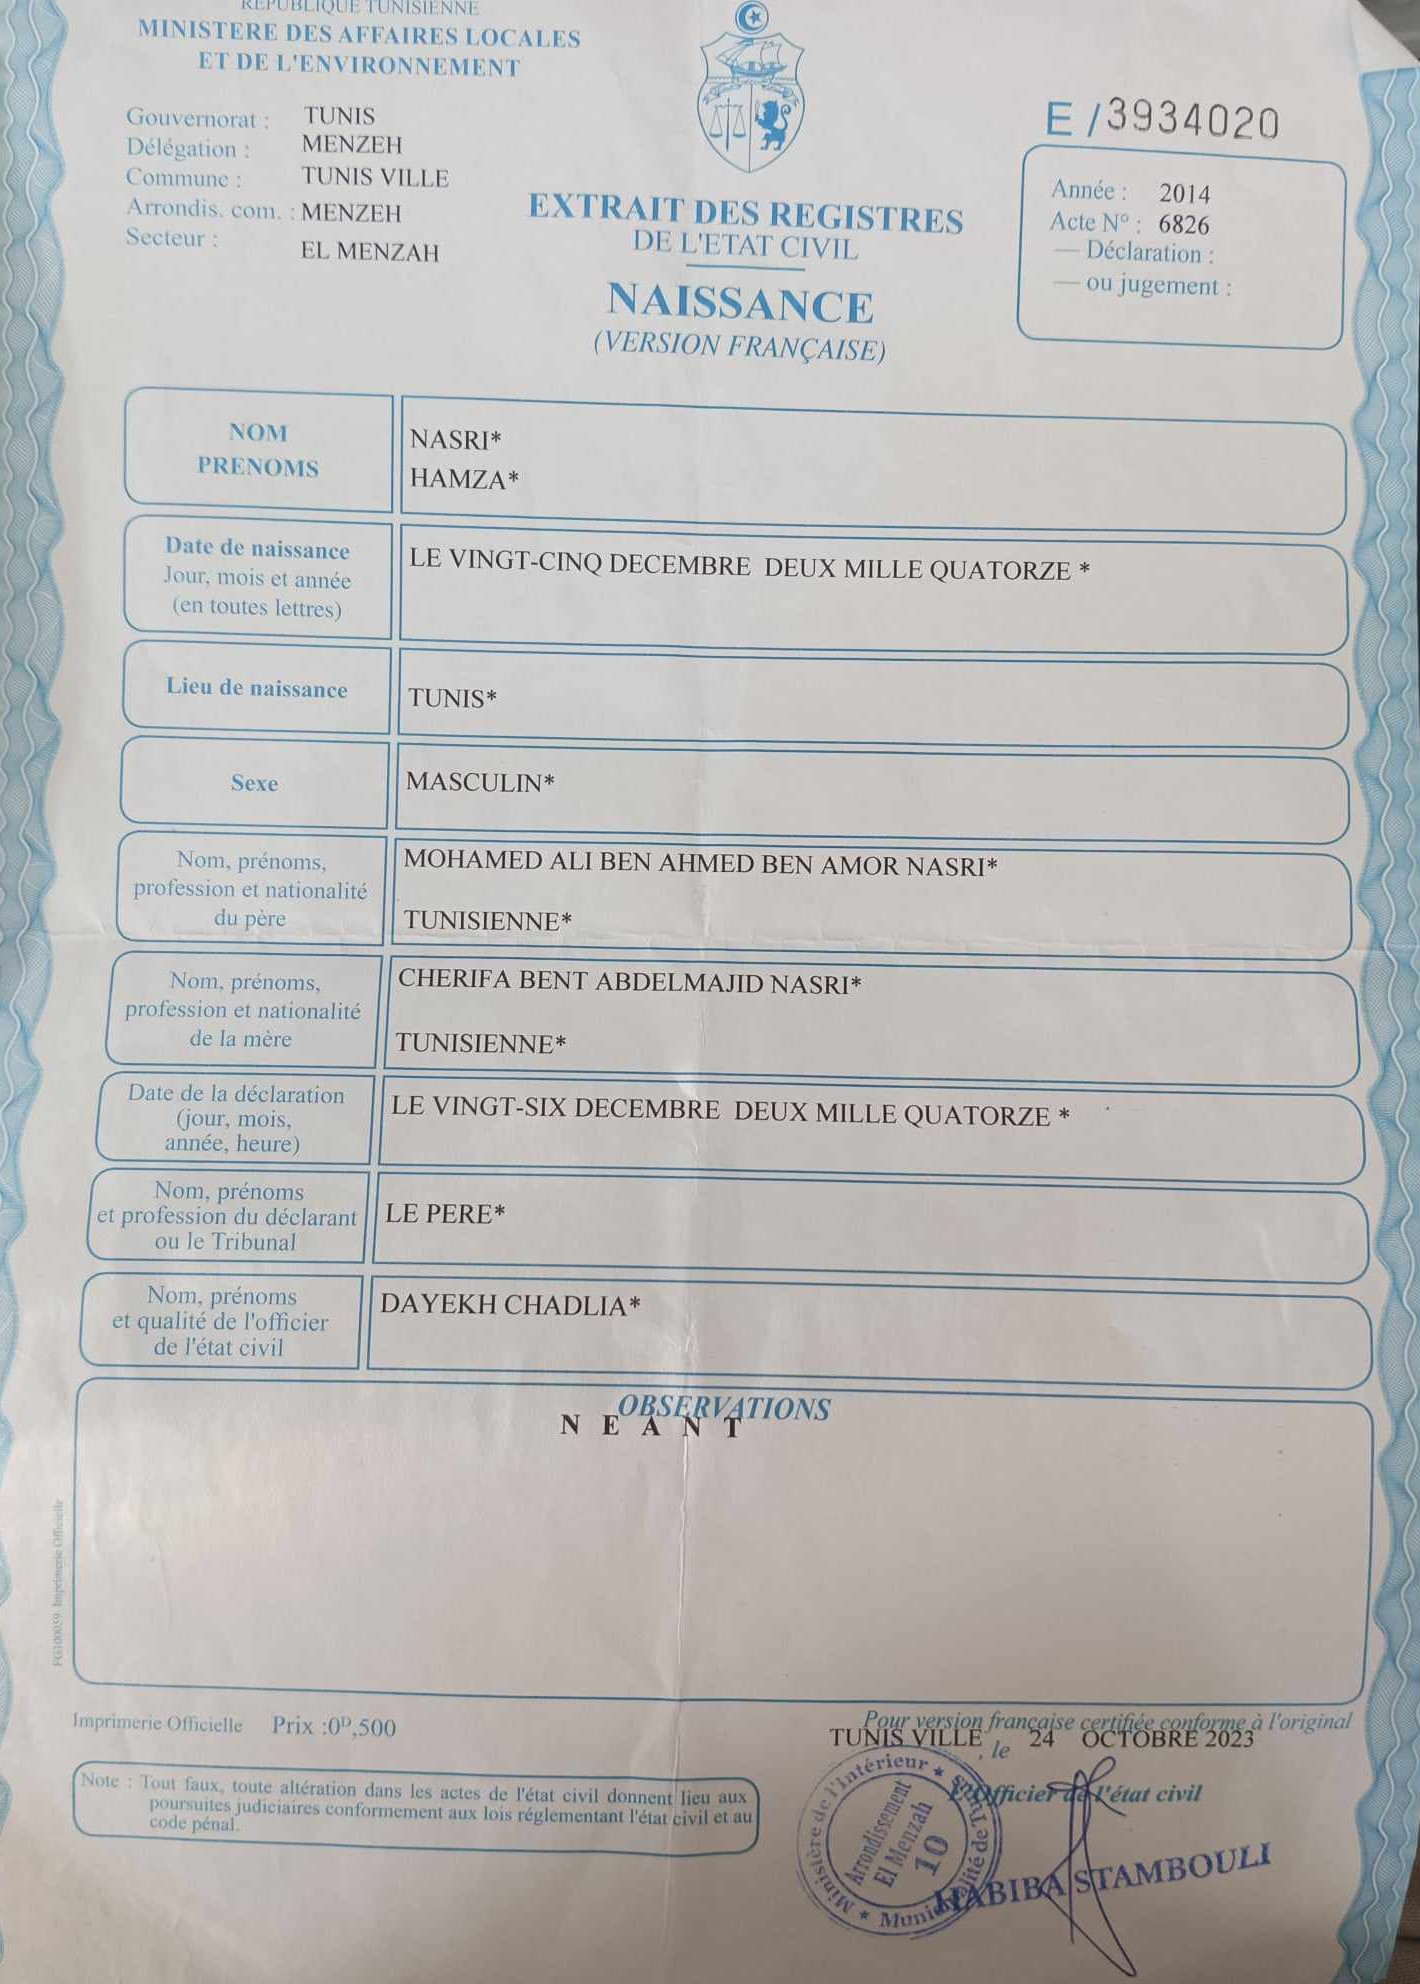 REPUBLIQUE TUNISIENNE
MINISTERE DES AFFAIRES LOCALES
ET DE L'ENVIRONNEMENT
Gouvernorat : TUNIS
Délégation : MENZEH
Commune : TUNIS VILLE
Arrondis. com. : MENZEH
Secteur : EL MENZAH
E / 3934020
Année : 2014
Acte Nº : 6826
— Déclaration :
— ou jugement :
EXTRAIT DES REGISTRES
DE L'ETAT CIVIL
NAISSANCE
(VERSION FRANÇAISE)
NOM NASRI*
PRENOMS HAMZA*
Date de naissance
Jour, mois et année
(en toutes lettres)
LE VINGT-CINQ DECEMBRE DEUX MILLE QUATORZE *
Lieu de naissance TUNIS*
Sexe MASCULIN*
Nom, prénoms,
profession et nationalité
du père
MOHAMED ALI BEN AHMED BEN AMOR NASRI*
TUNISIENNE*
Nom, prénoms,
profession et nationalité
de la mère
CHERIFA BENT ABDELMAJID NASRI*
TUNISIENNE*
Date de la déclaration
(jour, mois,
année, heure)
LE VINGT-SIX DECEMBRE DEUX MILLE QUATORZE *
Nom, prénoms
et profession du déclarant
ou le Tribunal
LE PERE*
Nom, prénoms
et qualité de l'officier
de l'état civil
DAYEKH CHADLIA*
OBSERVATIONS
N E A N T
Imprimerie Officielle
Imprimerie Officielle Prix :0ᴰ,500
Note : Tout faux, toute altération dans les actes de l'état civil donnent lieu aux
poursuites judiciaires conformement aux lois réglementant l'état civil et au
code pénal.
Pour version française certifiée conforme à l'original
TUNIS VILLE , le 24 OCTOBRE 2023
L'Officier de l'état civil
Ministère de l'Intérieur * Municipalité de Tunis *
Arrondissement
El Menzah
10
HABIBA STAMBOULI